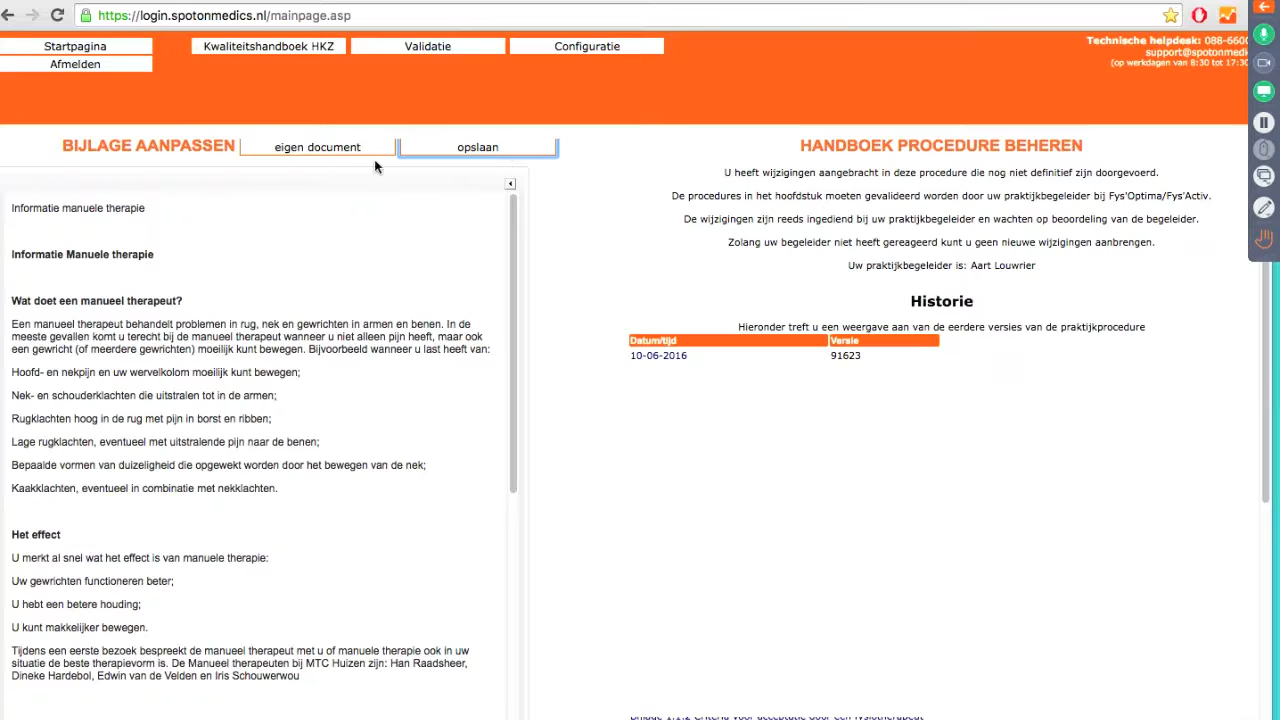 https://login.spotonmedics.nl/mainpage.asp
Startpagina
Kwaliteitshandboek HKZ
Validatie
Configuratie
Afmelden
Technische helpdesk: 088-6600
support@spotonmedic
(op werkdagen van 8:30 tot 17:30
BIJLAGE AANPASSEN
eigen document
opslaan
Informatie manuele therapie
Informatie Manuele therapie
Wat doet een manueel therapeut?
Een manueel therapeut behandelt problemen in rug, nek en gewrichten in armen en benen. In de
meeste gevallen komt u terecht bij de manueel therapeut wanneer u niet alleen pijn heeft, maar ook
een gewricht (of meerdere gewrichten) moeilijk kunt bewegen. Bijvoorbeeld wanneer u last heeft van:
Hoofd- en nekpijn en uw wervelkolom moeilijk kunt bewegen;
Nek- en schouderklachten die uitstralen tot in de armen;
Rugklachten hoog in de rug met pijn in borst en ribben;
Lage rugklachten, eventueel met uitstralende pijn naar de benen;
Bepaalde vormen van duizeligheid die opgewekt worden door het bewegen van de nek;
Kaakklachten, eventueel in combinatie met nekklachten.
Het effect
U merkt al snel wat het effect is van manuele therapie:
Uw gewrichten functioneren beter;
U hebt een betere houding;
U kunt makkelijker bewegen.
Tijdens een eerste bezoek bespreekt de manueel therapeut met u of manuele therapie ook in uw
situatie de beste therapievorm is. De Manueel therapeuten bij MTC Huizen zijn: Han Raadsheer,
Dineke Hardebol, Edwin van de Velden en Iris Schouwerwou
HANDBOEK PROCEDURE BEHEREN
U heeft wijzigingen aangebracht in deze procedure die nog niet definitief zijn doorgevoerd.
De procedures in het hoofdstuk moeten gevalideerd worden door uw praktijkbegeleider bij Fys'Optima/Fys'Activ.
De wijzigingen zijn reeds ingediend bij uw praktijkbegeleider en wachten op beoordeling van de begeleider.
Zolang uw begeleider niet heeft gereageerd kunt u geen nieuwe wijzigingen aanbrengen.
Uw praktijkbegeleider is: Aart Louwrier
Historie
Hieronder treft u een weergave aan van de eerdere versies van de praktijkprocedure
Datum/tijd
Versie
10-06-2016
91623
Bijlage 1.1.2 Criteria voor acceptatie door een fysiotherapeut